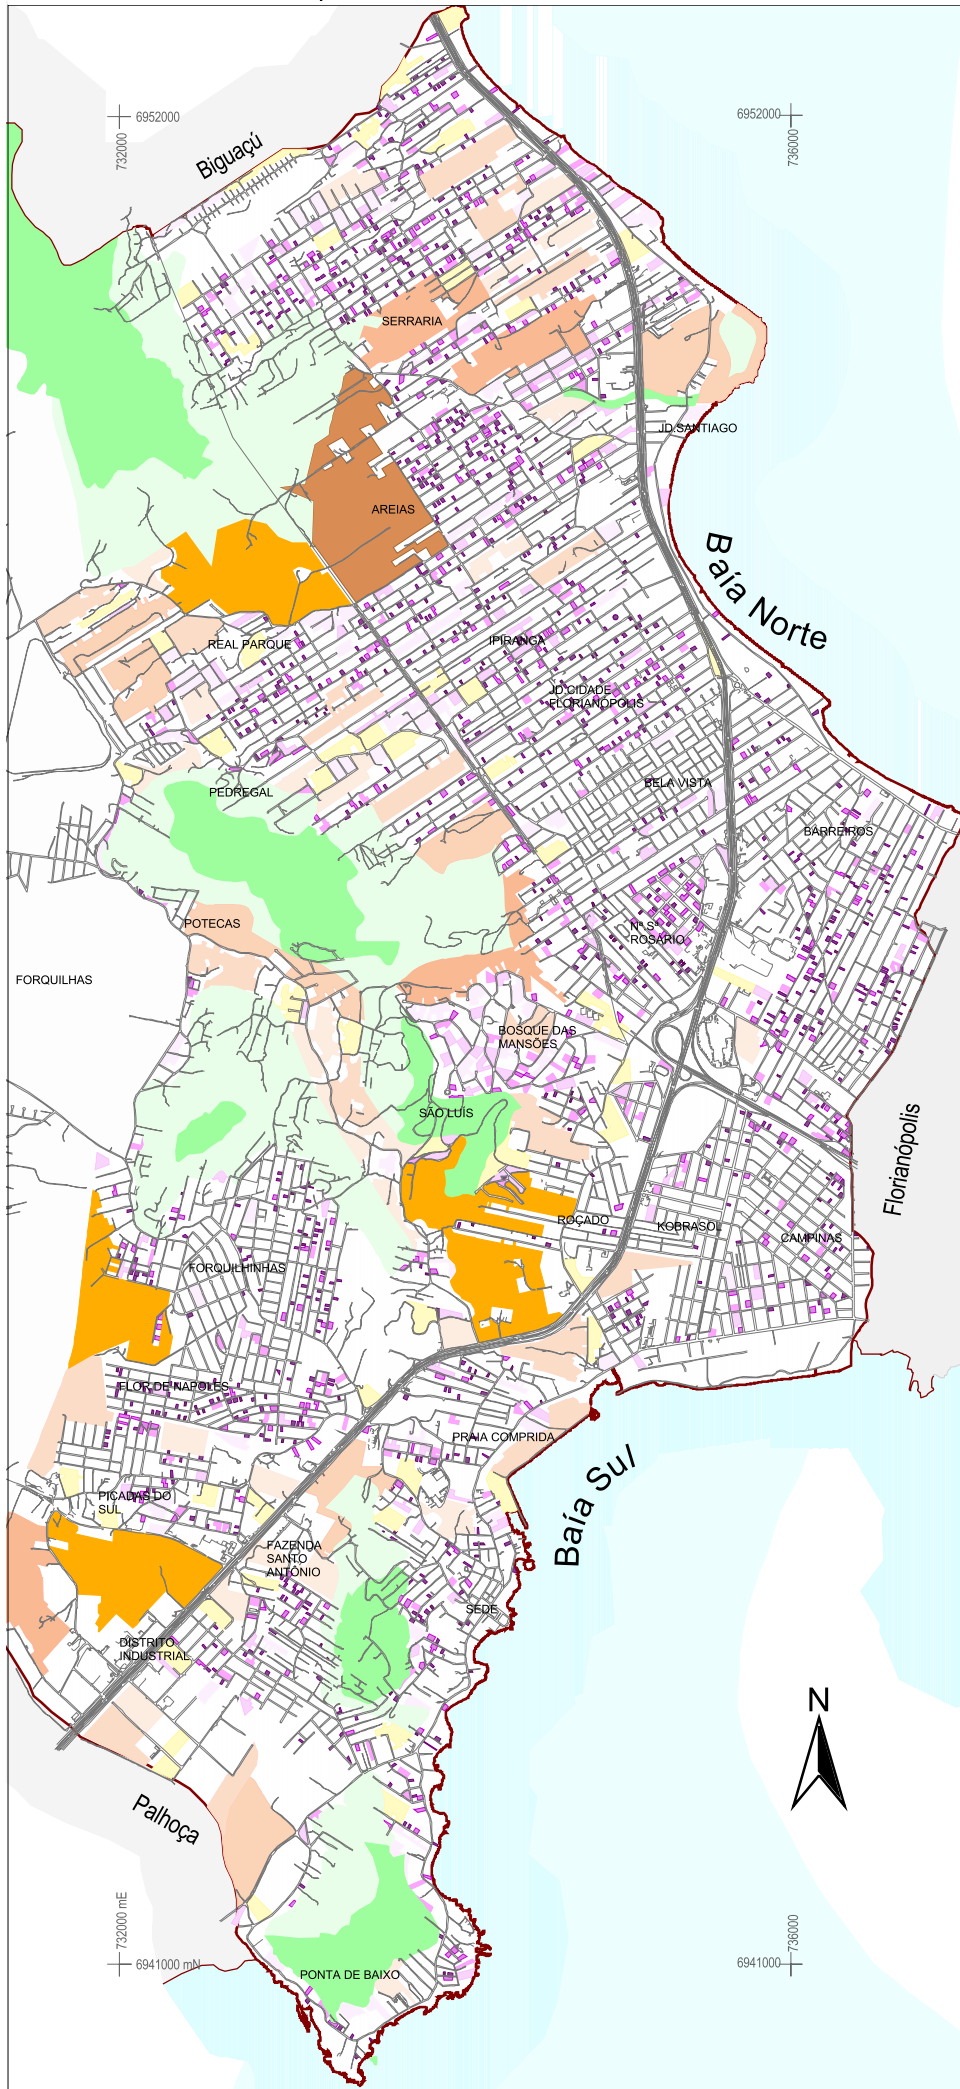 6952000
732000
6952000
736000
Biguaçú
SERRARIA
JD.SANTIAGO
AREIAS
Baía Norte
REAL PARQUE
IPIRANGA
JD.CIDADE
FLORIANÓPOLIS
BELA VISTA
PEDREGAL
BARREIROS
POTECAS
Nª Sª
ROSÁRIO
FORQUILHAS
BOSQUE DAS
MANSÕES
SÃO LUÍS
Florianópolis
ROÇADO
KOBRASOL
CAMPINAS
FORQUILHINHAS
FLOR DE NAPOLES
PRAIA COMPRIDA
Baía Sul
PICADAS DO
SUL
FAZENDA
SANTO
ANTÔNIO
SEDE
DISTRITO
INDUSTRIAL
N
Palhoça
732000 mE
6941000 mN
736000
6941000
PONTA DE BAIXO